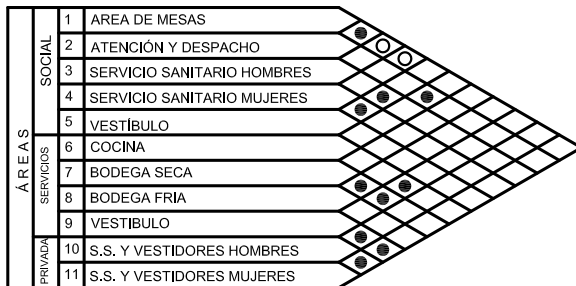 ÁREAS
SOCIAL
1 AREA DE MESAS
2 ATENCIÓN Y DESPACHO
3 SERVICIO SANITARIO HOMBRES
4 SERVICIO SANITARIO MUJERES
5 VESTÍBULO
SERVICIOS
6 COCINA
7 BODEGA SECA
8 BODEGA FRIA
9 VESTIBULO
PRIVADA
10 S.S. Y VESTIDORES HOMBRES
11 S.S. Y VESTIDORES MUJERES